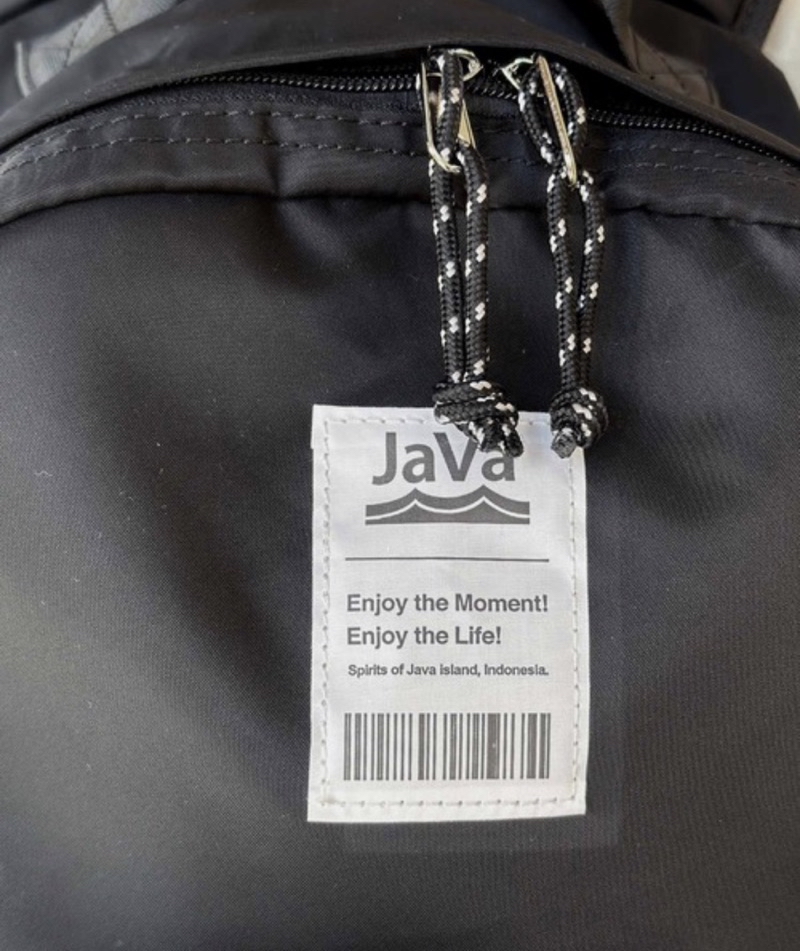 JaVa
Enjoy the Moment!
Enjoy the Life!
Spirits of Java island, Indonesia.